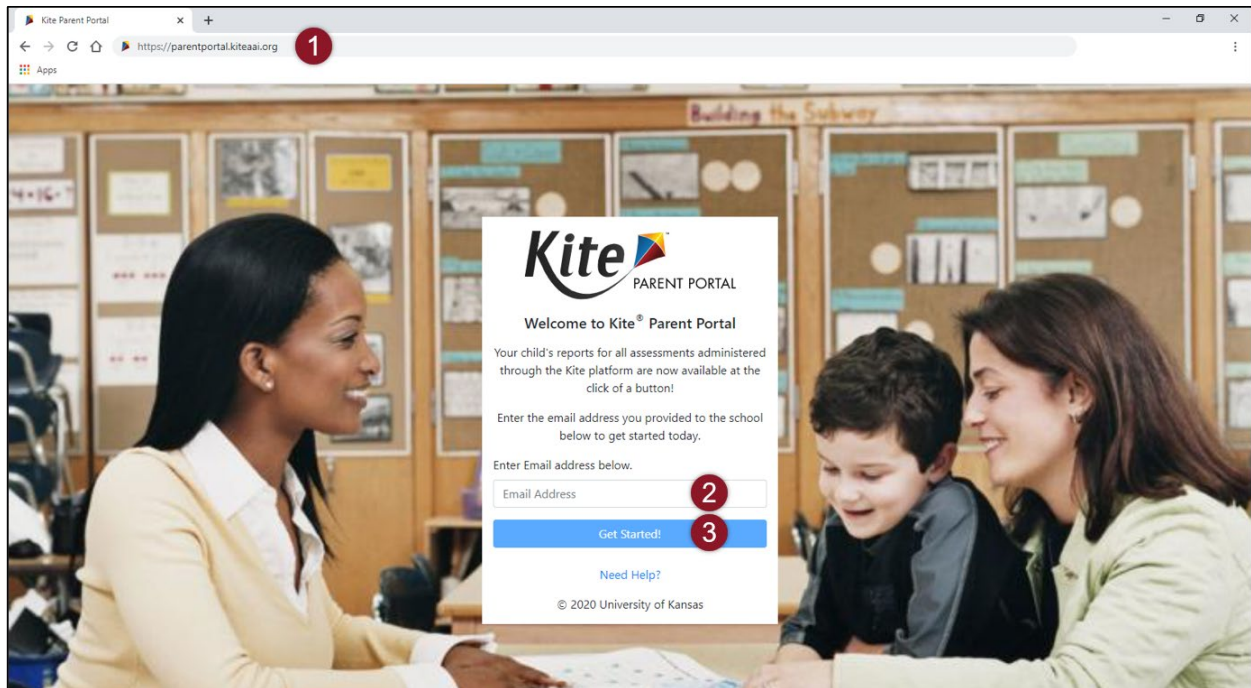 Kite Parent Portal
https://parentportal.kiteaai.org
1
Apps
Building the Subway
4+16=?
Kite
PARENT PORTAL
Welcome to Kite® Parent Portal
Your child's reports for all assessments administered
through the Kite platform are now available at the
click of a button!
Enter the email address you provided to the school
below to get started today.
Enter Email address below.
Email Address
2
Get Started!
3
Need Help?
© 2020 University of Kansas